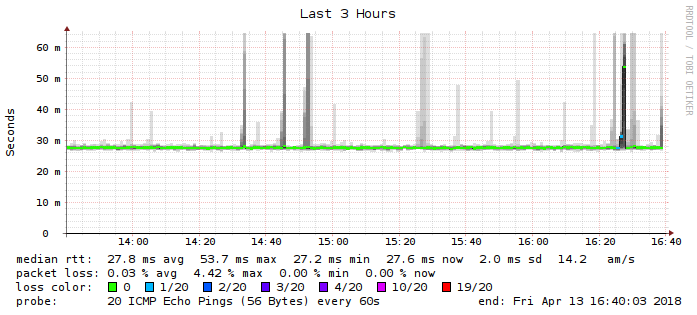 Last 3 Hours
RRDTOOL / TOBI OETIKER
Seconds
60 m
50 m
40 m
30 m
20 m
10 m
0
14:00 14:20 14:40 15:00 15:20 15:40 16:00 16:20 16:40
median rtt: 27.8 ms avg 53.7 ms max 27.2 ms min 27.6 ms now 2.0 ms sd 14.2 am/s
packet loss: 0.03 % avg 4.42 % max 0.00 % min 0.00 % now
loss color: 0 1/20 2/20 3/20 4/20 10/20 19/20
probe: 20 ICMP Echo Pings (56 Bytes) every 60s end: Fri Apr 13 16:40:03 2018